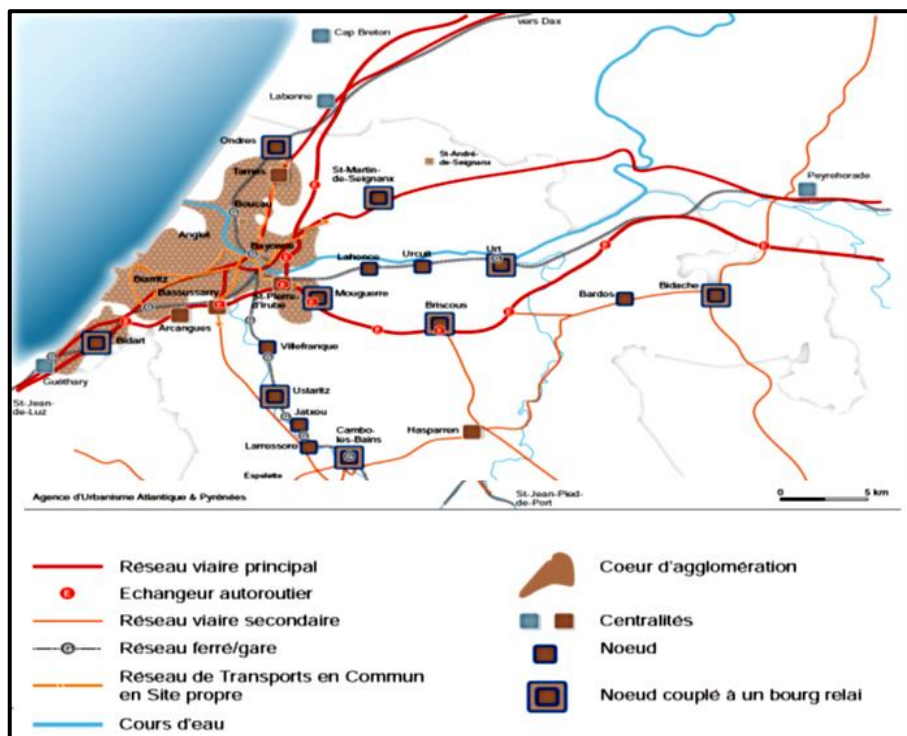 vers Dax
Cap Breton
Labenne
Ondres
Tarnos
St-André-
de-Seignanx
St-Martin-
de-Seignanx
Boucau
Peyrehorade
Anglet
Bayonne
Lahonce
Urcuit
Urt
Biarritz
Bassussarry
St-Pierre-
d'Irube
Mouguerre
Briscous
Bardos
Bidache
Arcangues
Bidart
Villefranque
Guéthary
St-Jean-
de-Luz
Ustaritz
Jatxou
Larressore
Cambo-
les-Bains
Hasparren
Espelette
Agence d'Urbanisme Atlantique & Pyrénées
St-Jean-Pied-
de-Port
0 5 km
Réseau viaire principal
E Echangeur autoroutier
Réseau viaire secondaire
G Réseau ferré/gare
Réseau de Transports en Commun
en Site propre
Cours d'eau
Coeur d'agglomération
Centralités
Noeud
Noeud couplé à un bourg relai